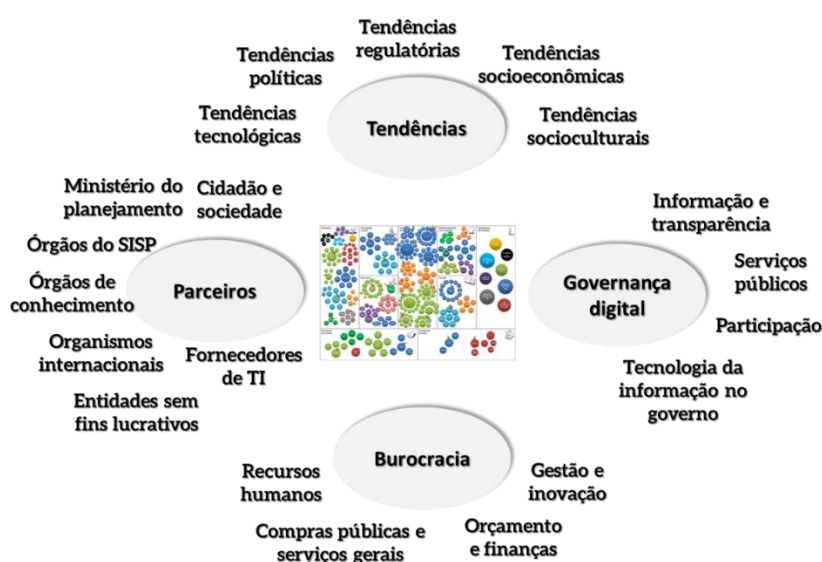 Tendências
regulatórias
Tendências
políticas
Tendências
socioeconômicas
Tendências
tecnológicas
Tendências
socioculturais
Tendências
Ministério do
planejamento
Cidadão e
sociedade
Órgãos do SISP
Órgãos de
conhecimento
Parceiros
Organismos
internacionais
Fornecedores
de TI
Entidades sem
fins lucrativos
Informação e
transparência
Serviços
públicos
Governança
digital
Participação
Tecnologia da
informação no
governo
Burocracia
Recursos
humanos
Gestão e
inovação
Compras públicas e
serviços gerais
Orçamento
e finanças